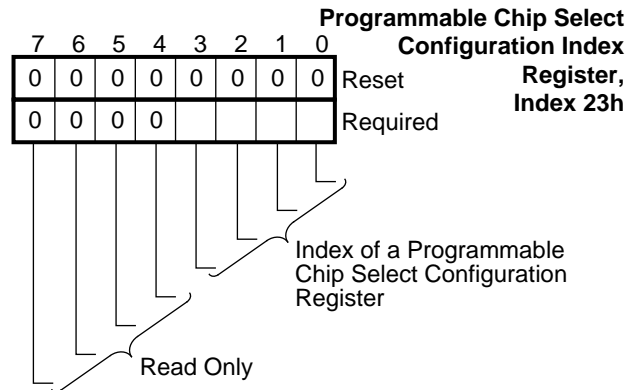 Programmable Chip Select
Configuration Index
Register,
Index 23h
7 6 5 4 3 2 1 0
0 0 0 0 0 0 0 0 Reset
0 0 0 0 Required
Index of a Programmable
Chip Select Configuration
Register
Read Only